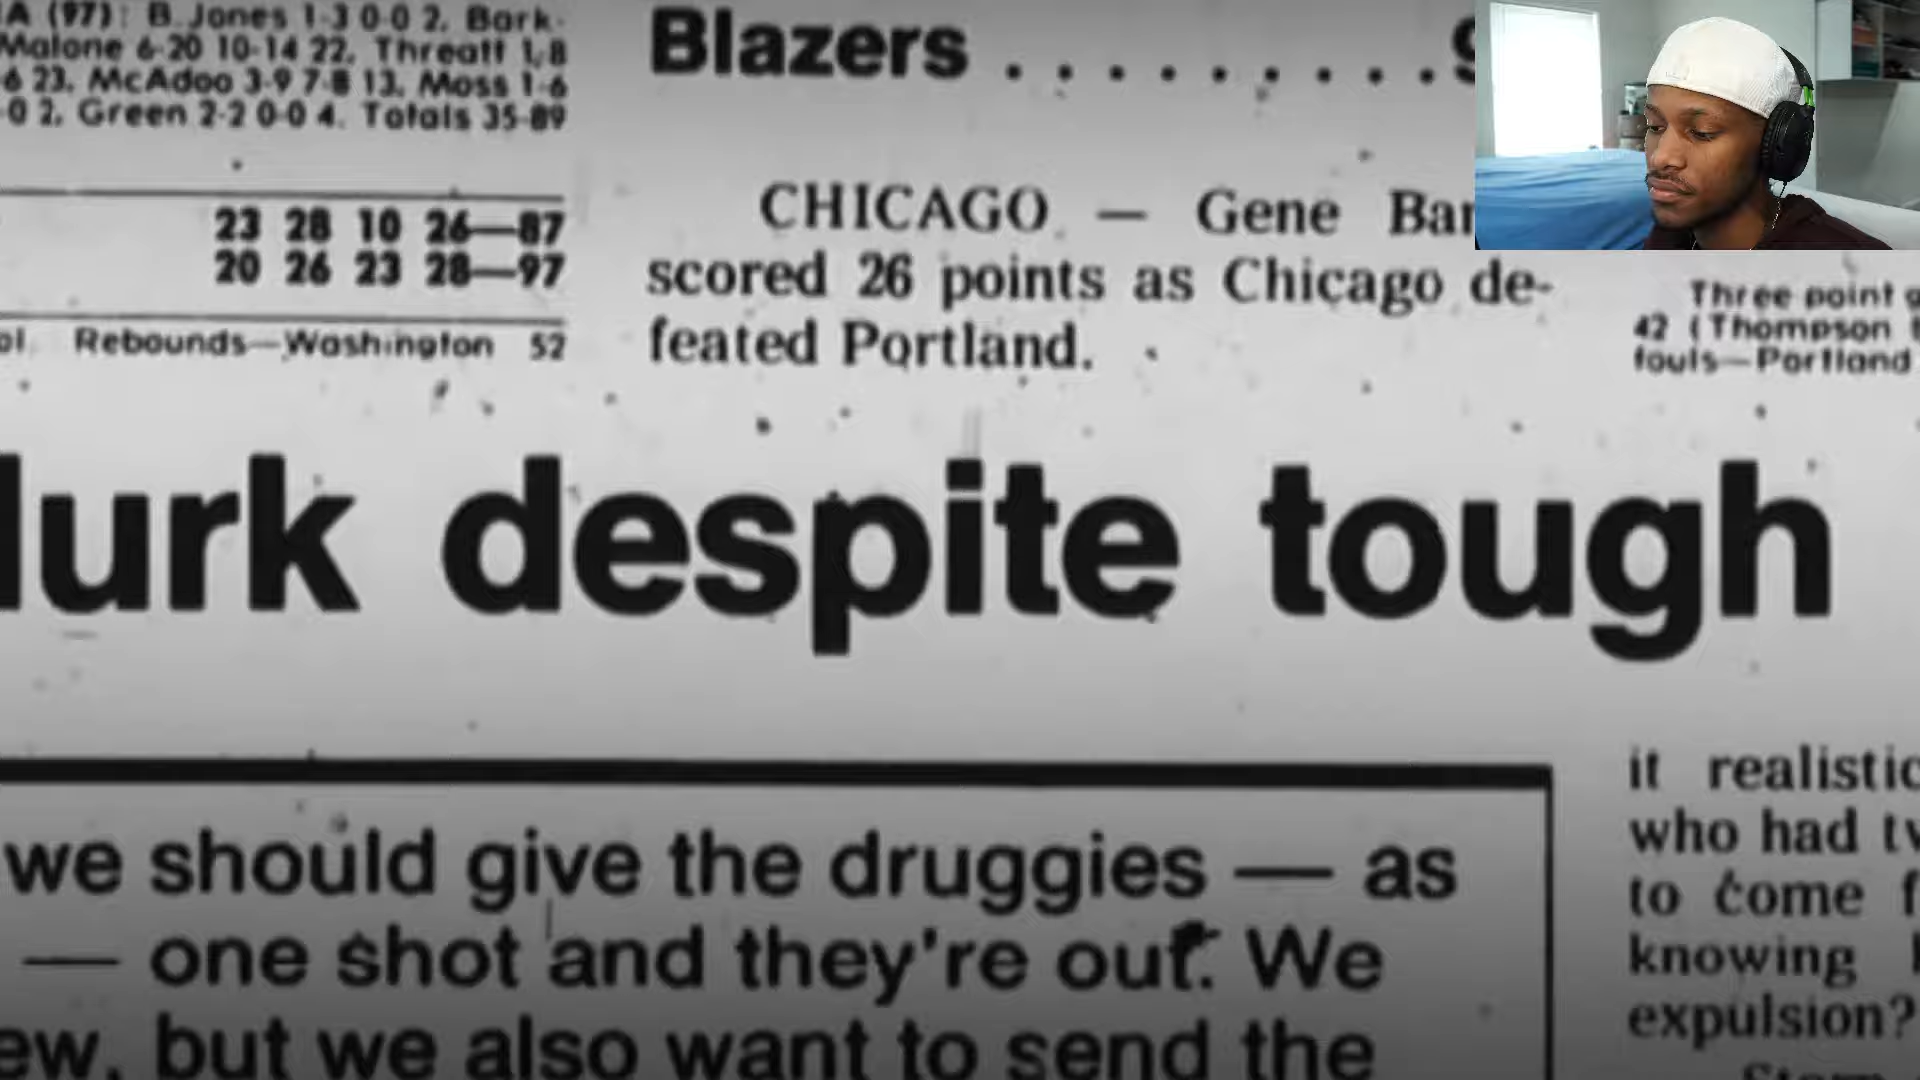 A (97): B.Jones 1-3 0-0 2, Bark-
Malone 6-20 10-14 22, Threatt 1-8
6 23, McAdoo 3-9 7-8 13, Moss 1-6
0 2, Green 2-2 0-0 4. Totals 35-89
23 28 10 26—87
20 26 23 28—97
Rebounds—Washington 52
Blazers . . . . . . . . . . 9
CHICAGO — Gene Ban
scored 26 points as Chicago de-
feated Portland.
Three point g
42 (Thompson
fouls—Portland
lurk despite tough
we should give the druggies — as
— one shot and they're out. We
ew, but we also want to send the
it realistic
who had tw
to come f
knowing
expulsion?